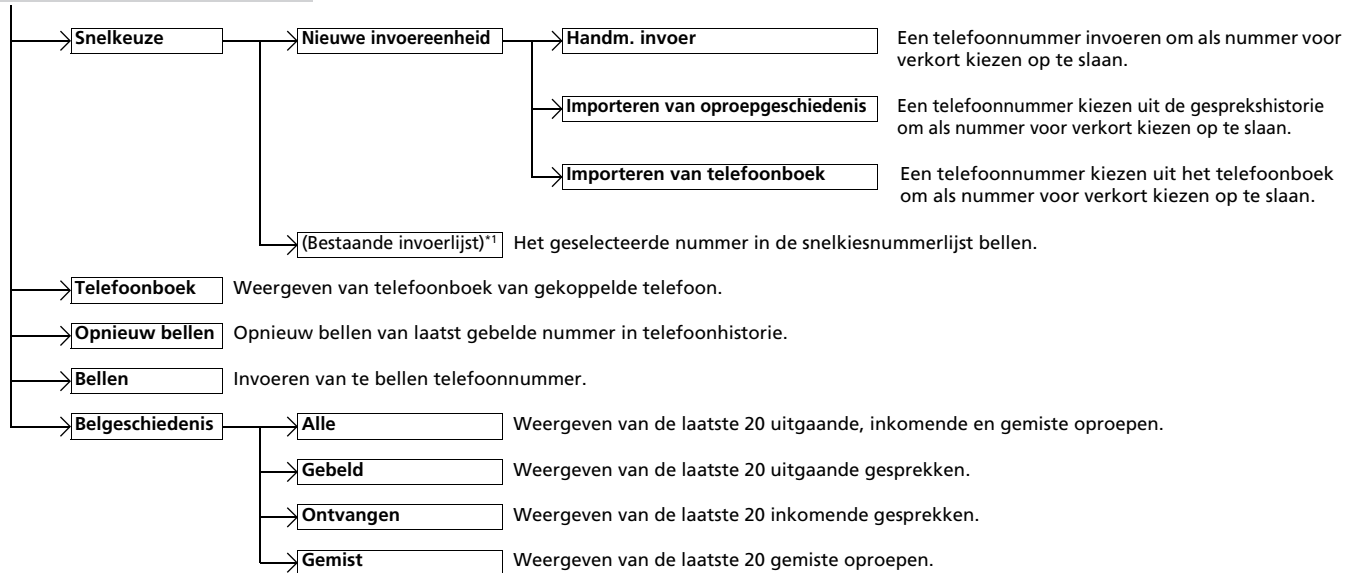 Snelkeuze
Nieuwe invoereenheid
Handm. invoer
Een telefoonnummer invoeren om als nummer voor
verkort kiezen op te slaan.
Importeren van oproepgeschiedenis
Een telefoonnummer kiezen uit de gesprekshistorie
om als nummer voor verkort kiezen op te slaan.
Importeren van telefoonboek
Een telefoonnummer kiezen uit het telefoonboek
om als nummer voor verkort kiezen op te slaan.
(Bestaande invoerlijst)*1
Het geselecteerde nummer in de snelkiesnummerlijst bellen.
Telefoonboek
Weergeven van telefoonboek van gekoppelde telefoon.
Opnieuw bellen
Opnieuw bellen van laatst gebelde nummer in telefoonhistorie.
Bellen
Invoeren van te bellen telefoonnummer.
Belgeschiedenis
Alle
Weergeven van de laatste 20 uitgaande, inkomende en gemiste oproepen.
Gebeld
Weergeven van de laatste 20 uitgaande gesprekken.
Ontvangen
Weergeven van de laatste 20 inkomende gesprekken.
Gemist
Weergeven van de laatste 20 gemiste oproepen.